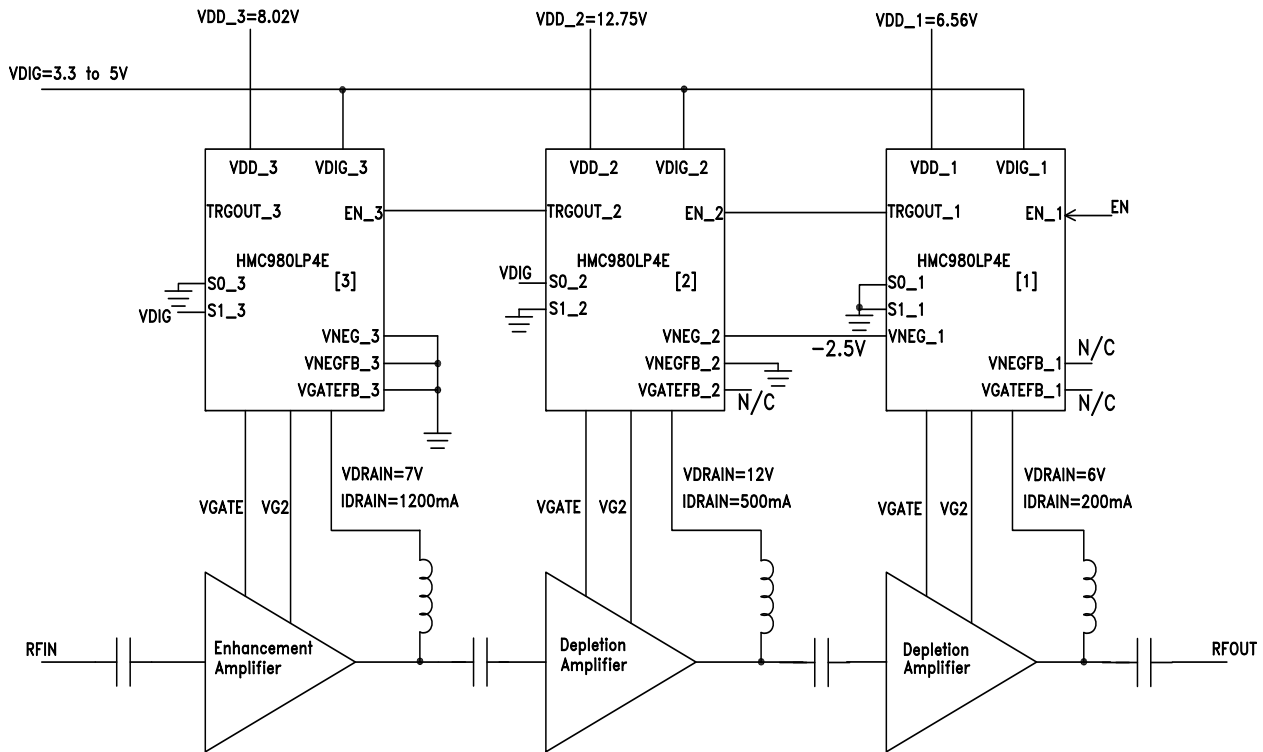 VDD_3=8.02V
VDD_2=12.75V
VDD_1=6.56V
VDIG=3.3 to 5V
VDD_3
VDIG_3
TRGOUT_3
EN_3
HMC980LP4E
[3]
S0_3
VDIG
S1_3
VNEG_3
VNEGFB_3
VGATEFB_3
VDD_2
VDIG_2
TRGOUT_2
EN_2
HMC980LP4E
[2]
VDIG
S0_2
S1_2
VNEG_2
VNEGFB_2
VGATEFB_2
N/C
VDD_1
VDIG_1
TRGOUT_1
EN_1
EN
HMC980LP4E
[1]
S0_1
S1_1
-2.5V
VNEG_1
VNEGFB_1
N/C
VGATEFB_1
N/C
VGATE
VG2
VDRAIN=7V
IDRAIN=1200mA
VGATE
VG2
VDRAIN=12V
IDRAIN=500mA
VGATE
VG2
VDRAIN=6V
IDRAIN=200mA
RFIN
Enhancement
Amplifier
Depletion
Amplifier
Depletion
Amplifier
RFOUT